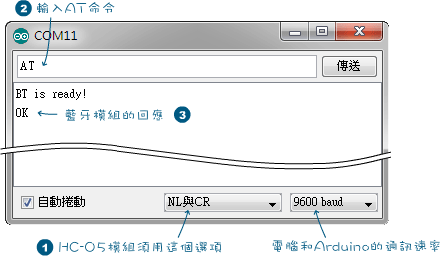 2 輸入AT命令
COM11
AT
傳送
BT is ready!
OK
藍牙模組的回應 3
自動捲動
NL與CR
9600 baud
1 HC-05模組須用這個選項
電腦和Arduino的通訊速率